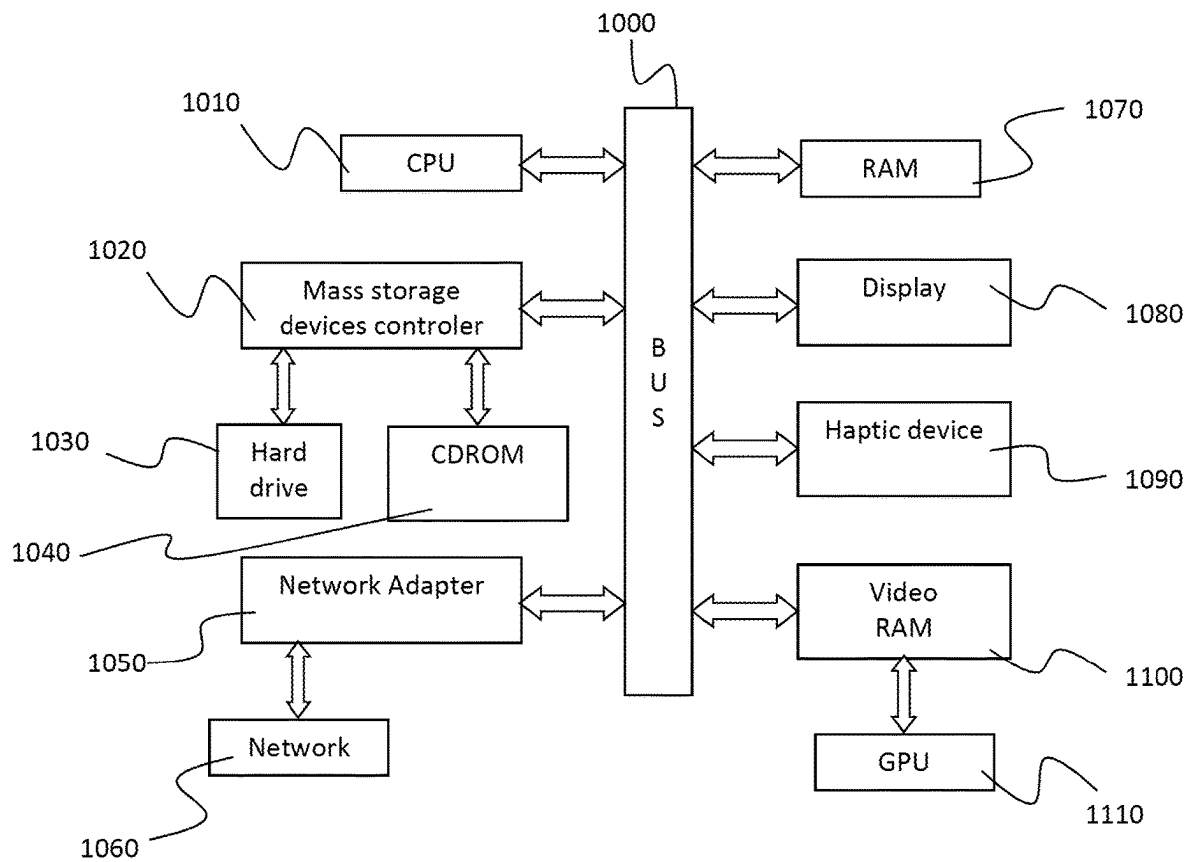 1000
1010
CPU
1070
RAM
1020
Mass storage
devices controler
Display
1080
B
U
S
1030
Hard
drive
CDROM
Haptic device
1090
1040
Network Adapter
1050
Video
RAM
1100
Network
1060
GPU
1110